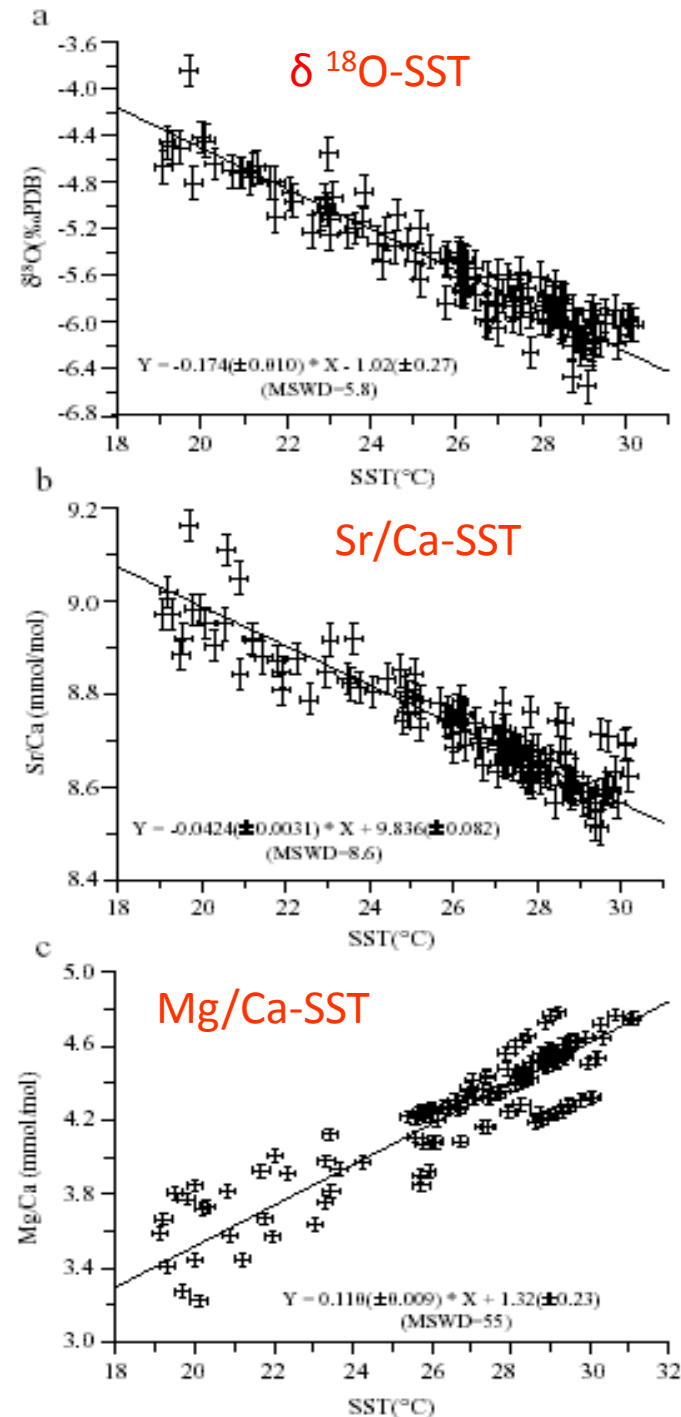 a
δ ¹⁸O-SST
-3.6
-4.0
-4.4
-4.8
-5.2
-5.6
-6.0
-6.4
-6.8
δ¹⁸O(‰PDB)
Y = -0.174(±0.010) * X - 1.02(±0.27)
(MSWD=5.8)
18 20 22 24 26 28 30
SST(°C)
b
Sr/Ca-SST
9.2
9.0
8.8
8.6
8.4
Sr/Ca (mmol/mol)
Y = -0.0424(±0.0031) * X + 9.836(±0.082)
(MSWD=8.6)
18 20 22 24 26 28 30
SST(°C)
c
Mg/Ca-SST
5.0
4.6
4.2
3.8
3.4
3.0
Mg/Ca (mmol/mol)
Y = 0.110(±0.009) * X + 1.32(±0.23)
(MSWD=55)
18 20 22 24 26 28 30 32
SST(°C)